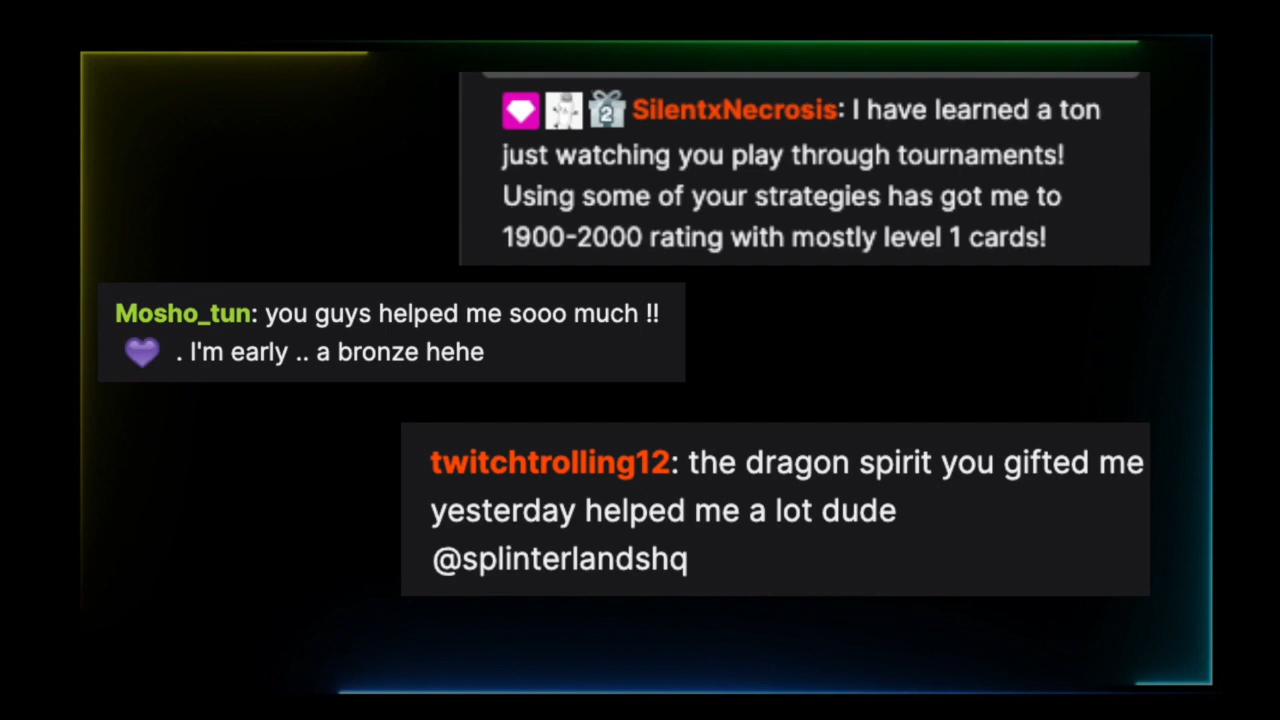 2 SilentxNecrosis: I have learned a ton
just watching you play through tournaments!
Using some of your strategies has got me to
1900-2000 rating with mostly level 1 cards!
Mosho_tun: you guys helped me sooo much !!
💜 . I'm early .. a bronze hehe
twitchtrolling12: the dragon spirit you gifted me
yesterday helped me a lot dude
@splinterlandshq